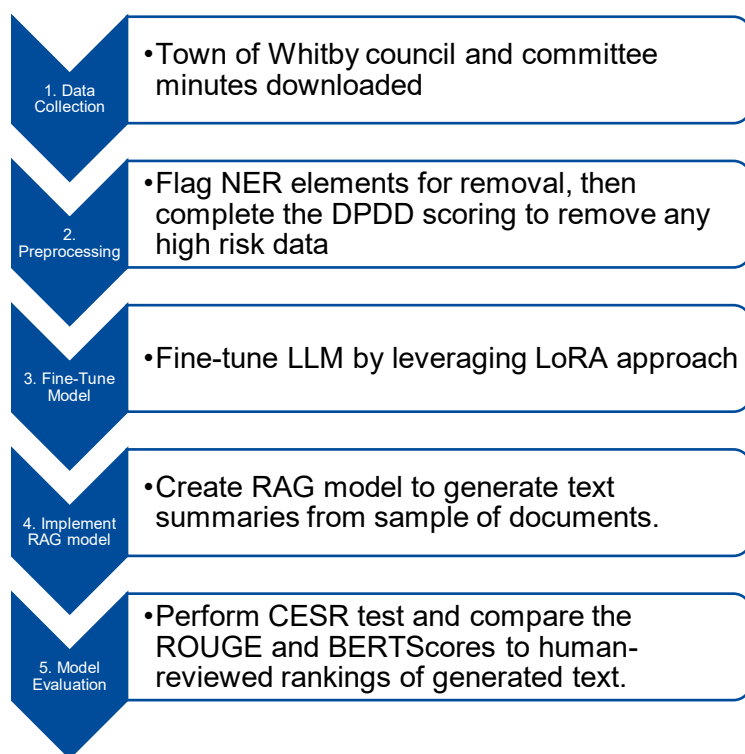 1. Data
Collection
•Town of Whitby council and committee
minutes downloaded
2.
Preprocessing
•Flag NER elements for removal, then
complete the DPDD scoring to remove any
high risk data
3. Fine-Tune
Model
•Fine-tune LLM by leveraging LoRA approach
4. Implement
RAG model
•Create RAG model to generate text
summaries from sample of documents.
5. Model
Evaluation
•Perform CESR test and compare the
ROUGE and BERTScores to human-
reviewed rankings of generated text.